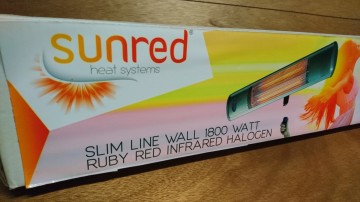 sunred®
heat systems
SLIM LINE WALL 1800 WATT
RUBY RED INFRARED HALOGEN